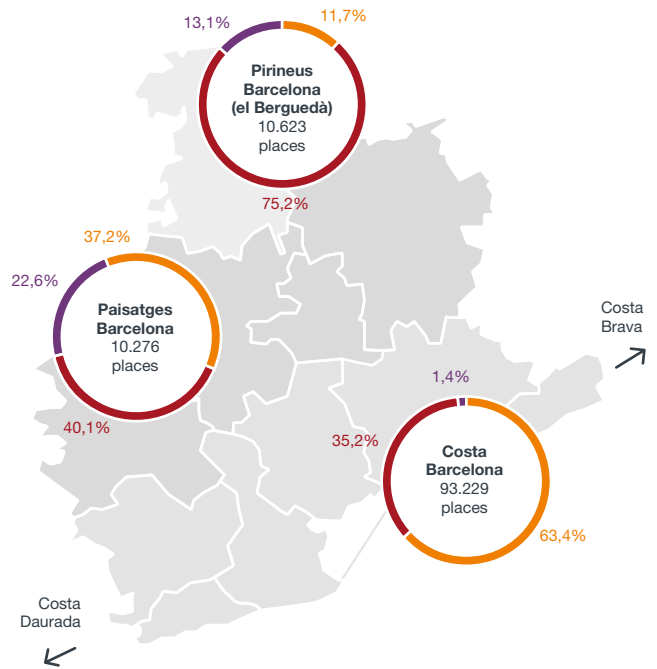 13,1%
11,7%
Pirineus
Barcelona
(el Berguedà)
10.623
places
75,2%
37,2%
22,6%
Paisatges
Barcelona
10.276
places
40,1%
Costa
Brava
1,4%
35,2%
Costa
Barcelona
93.229
places
63,4%
Costa
Daurada